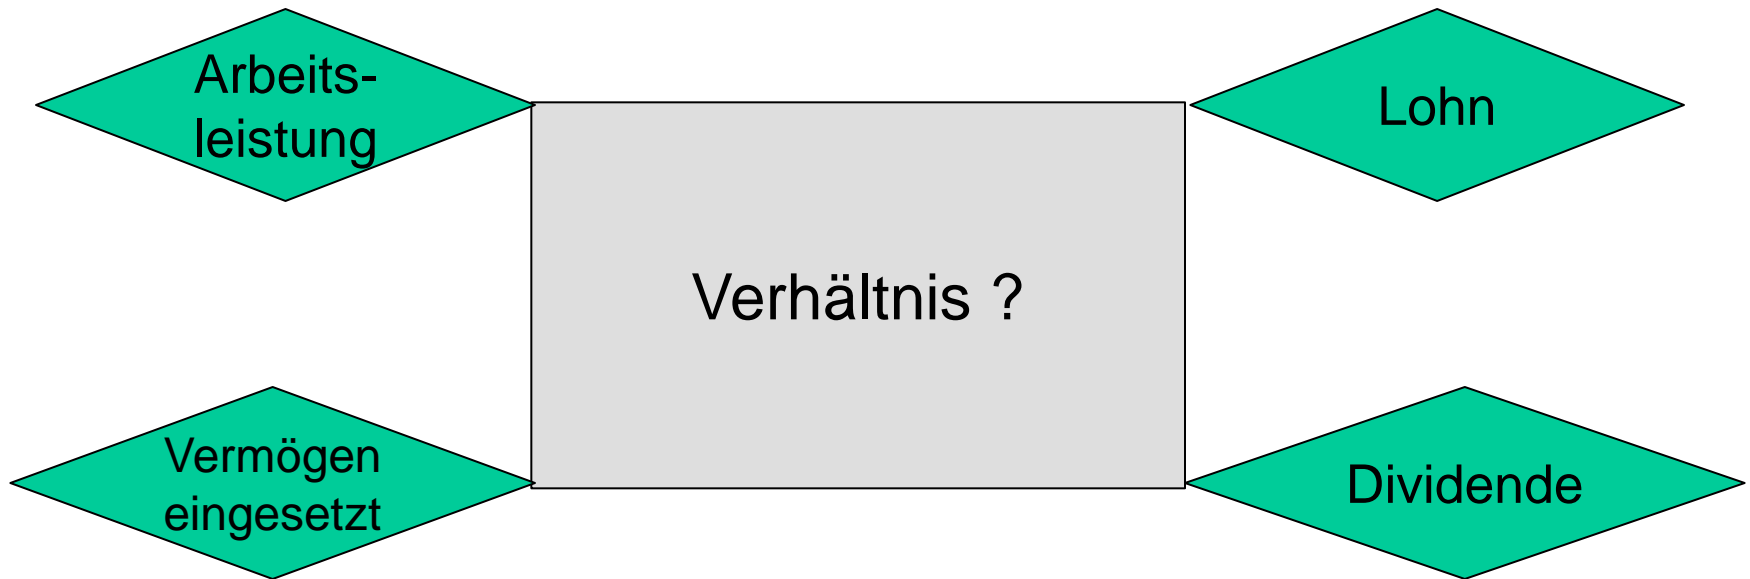 Arbeits-
leistung
Lohn
Verhältnis ?
Vermögen
eingesetzt
Dividende